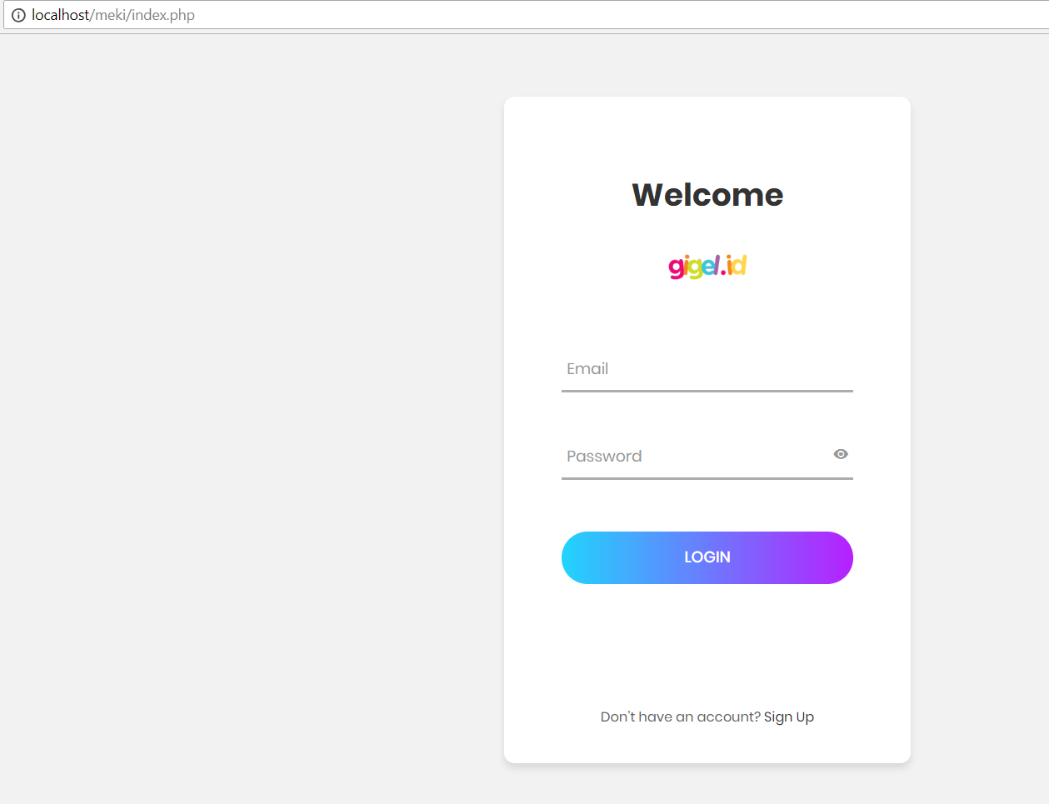 localhost/meki/index.php
Welcome
gigel.id
Email
Password
LOGIN
Don't have an account? Sign Up